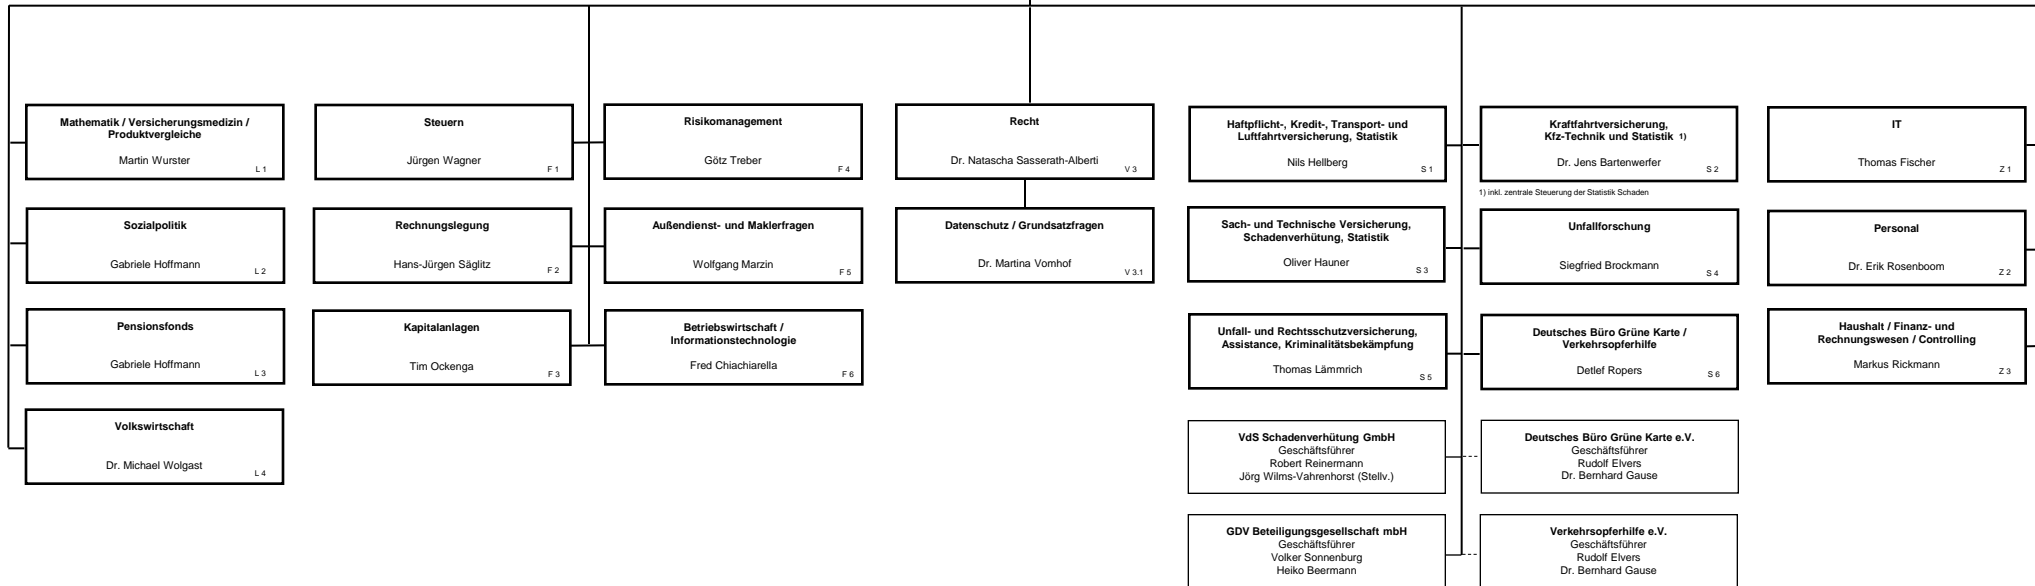 Mathematik / Versicherungsmedizin /
Produktvergleiche
Martin Wurster
L 1
Steuern
Jürgen Wagner
F 1
Risikomanagement
Götz Treber
F 4
Recht
Dr. Natascha Sasserath-Alberti
V 3
Haftpflicht-, Kredit-, Transport- und
Luftfahrtversicherung, Statistik
Nils Hellberg
S 1
Kraftfahrtversicherung,
Kfz-Technik und Statistik 1)
Dr. Jens Bartenwerfer
S 2
1) inkl. zentrale Steuerung der Statistik Schaden
IT
Thomas Fischer
Z 1
Sozialpolitik
Gabriele Hoffmann
L 2
Rechnungslegung
Hans-Jürgen Säglitz
F 2
Außendienst- und Maklerfragen
Wolfgang Marzin
F 5
Datenschutz / Grundsatzfragen
Dr. Martina Vomhof
V 3.1
Sach- und Technische Versicherung,
Schadenverhütung, Statistik
Oliver Hauner
S 3
Unfallforschung
Siegfried Brockmann
S 4
Personal
Dr. Erik Rosenboom
Z 2
Pensionsfonds
Gabriele Hoffmann
L 3
Kapitalanlagen
Tim Ockenga
F 3
Betriebswirtschaft /
Informationstechnologie
Fred Chiachiarella
F 6
Unfall- und Rechtsschutzversicherung,
Assistance, Kriminalitätsbekämpfung
Thomas Lämmrich
S 5
Deutsches Büro Grüne Karte /
Verkehrsopferhilfe
Detlef Ropers
S 6
Haushalt / Finanz- und
Rechnungswesen / Controlling
Markus Rickmann
Z 3
Volkswirtschaft
Dr. Michael Wolgast
L 4
VdS Schadenverhütung GmbH
Geschäftsführer
Robert Reinermann
Jörg Wilms-Vahrenhorst (Stellv.)
Deutsches Büro Grüne Karte e.V.
Geschäftsführer
Rudolf Elvers
Dr. Bernhard Gause
GDV Beteiligungsgesellschaft mbH
Geschäftsführer
Volker Sonnenburg
Heiko Beermann
Verkehrsopferhilfe e.V.
Geschäftsführer
Rudolf Elvers
Dr. Bernhard Gause